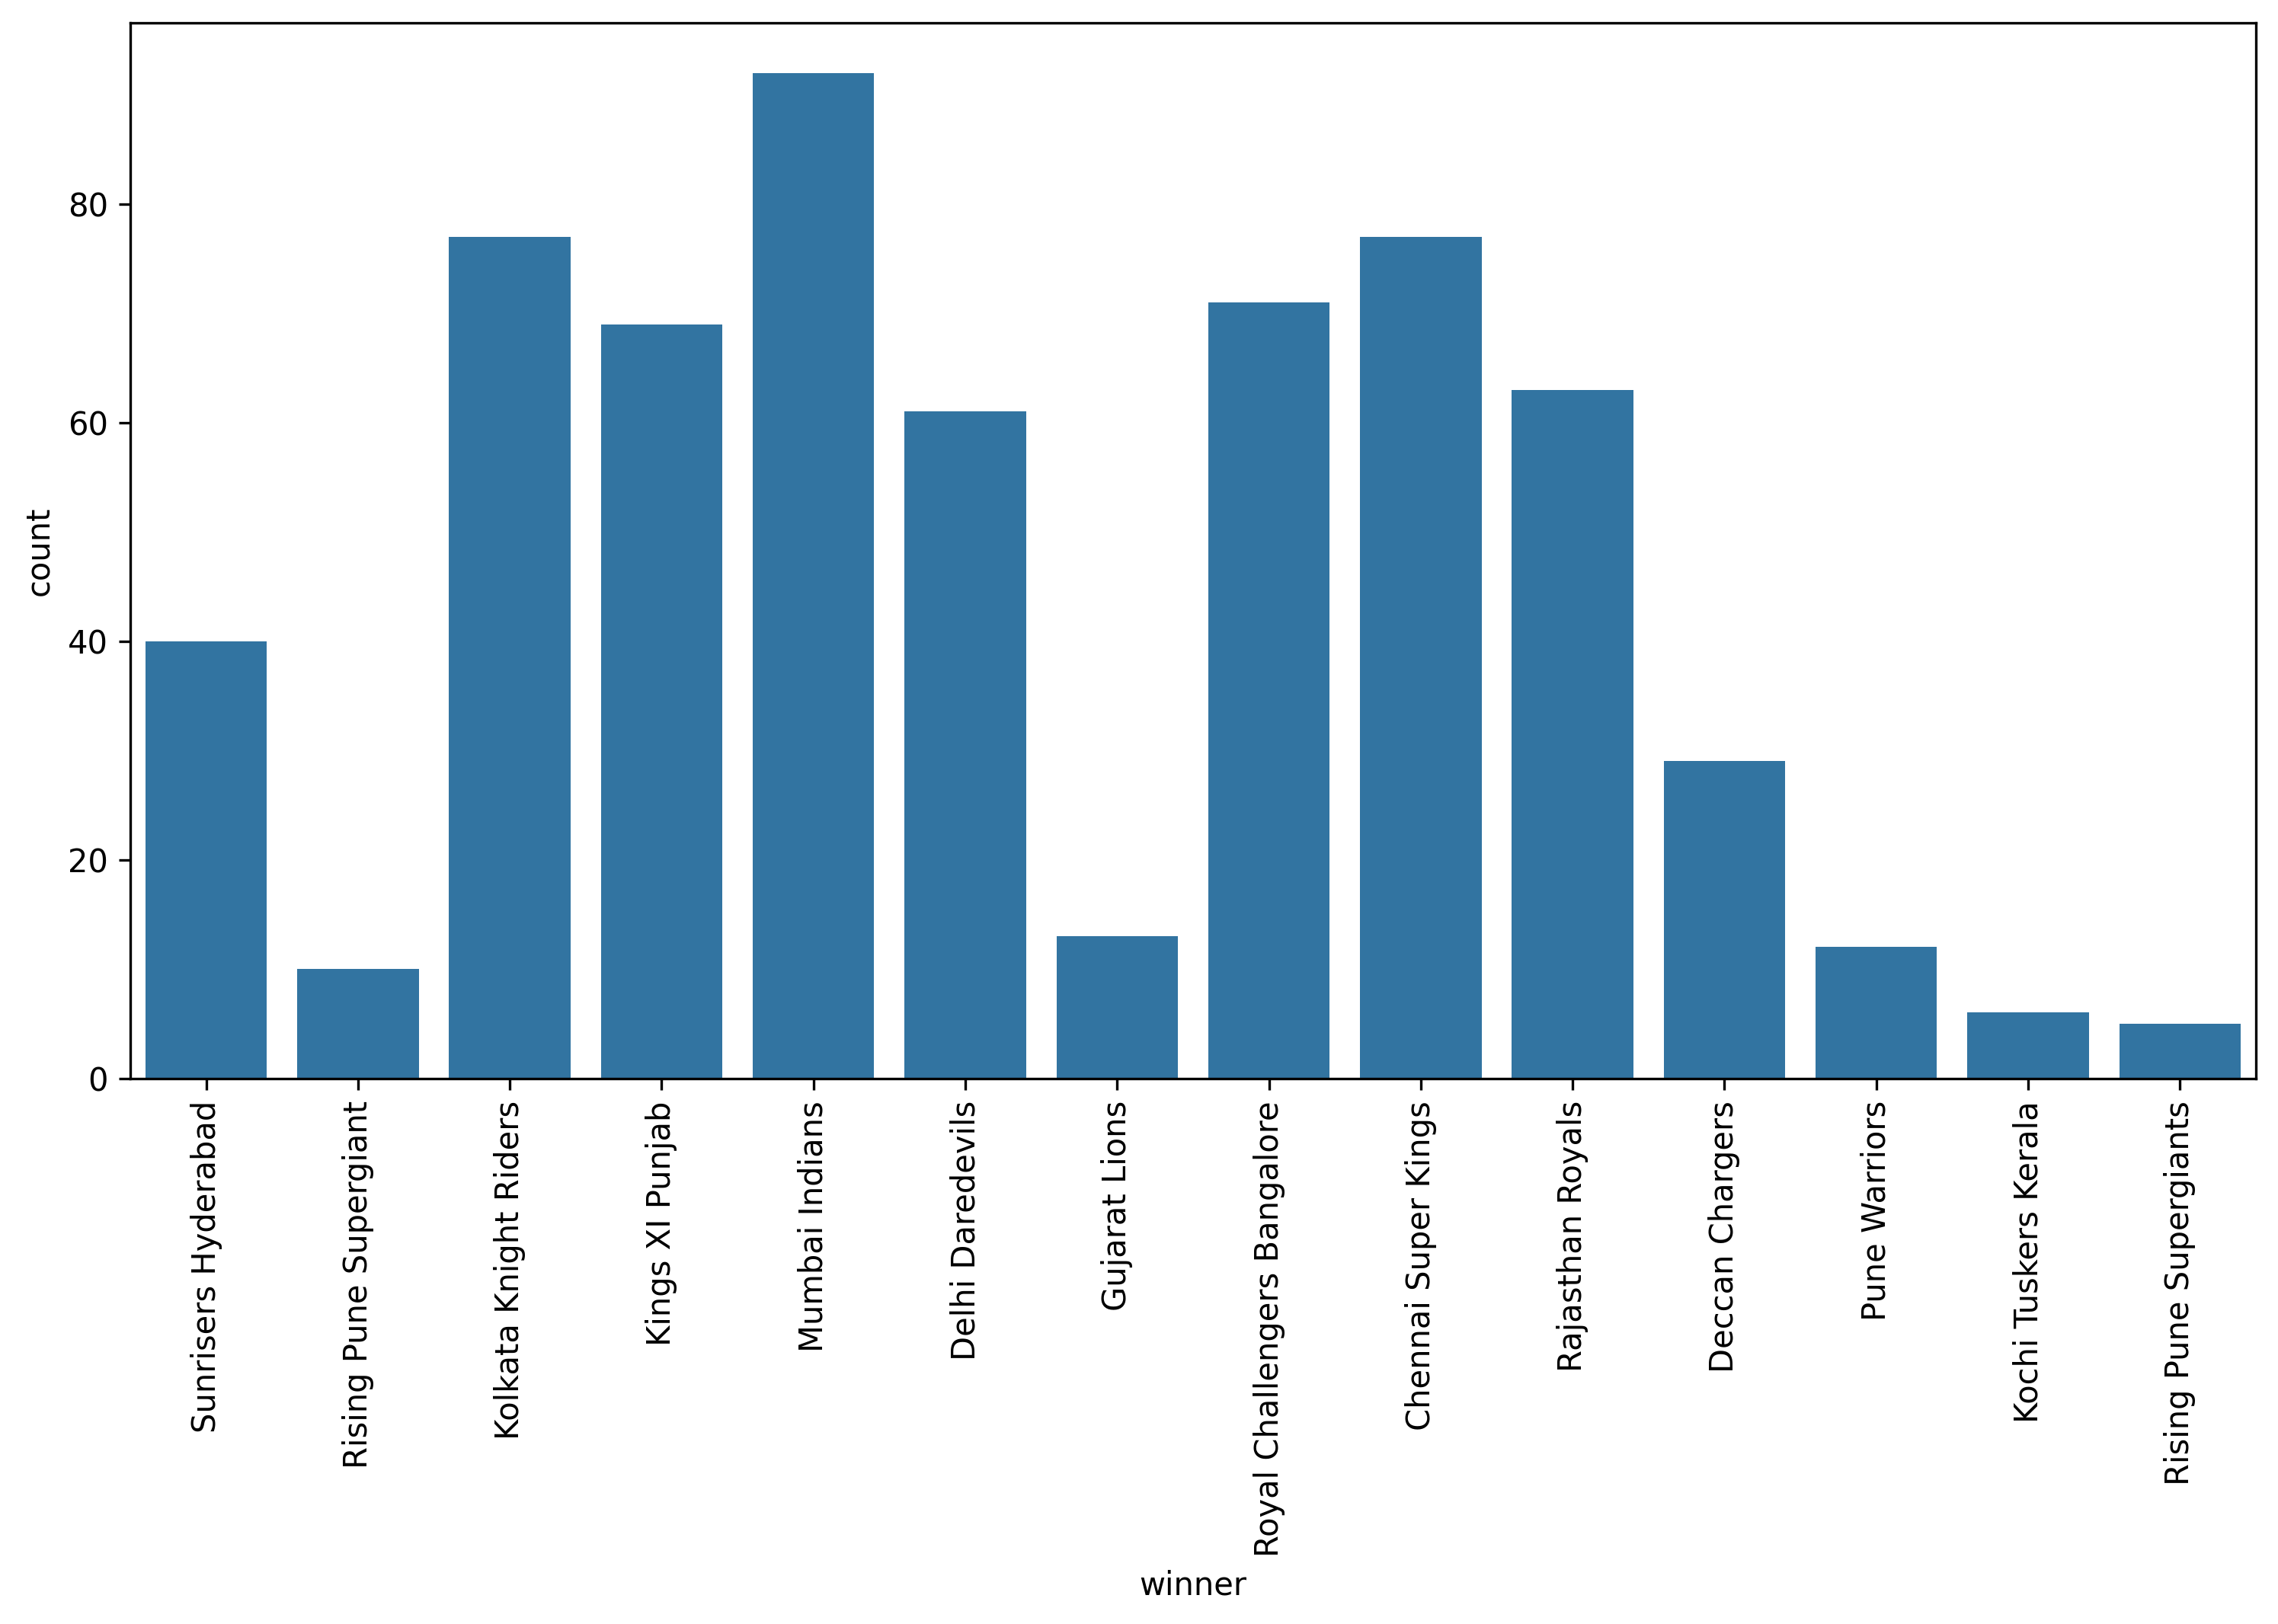 count
80
60
40
20
0
Sunrisers Hyderabad
Rising Pune Supergiant
Kolkata Knight Riders
Kings XI Punjab
Mumbai Indians
Delhi Daredevils
Gujarat Lions
Royal Challengers Bangalore
Chennai Super Kings
Rajasthan Royals
Deccan Chargers
Pune Warriors
Kochi Tuskers Kerala
Rising Pune Supergiants
winner